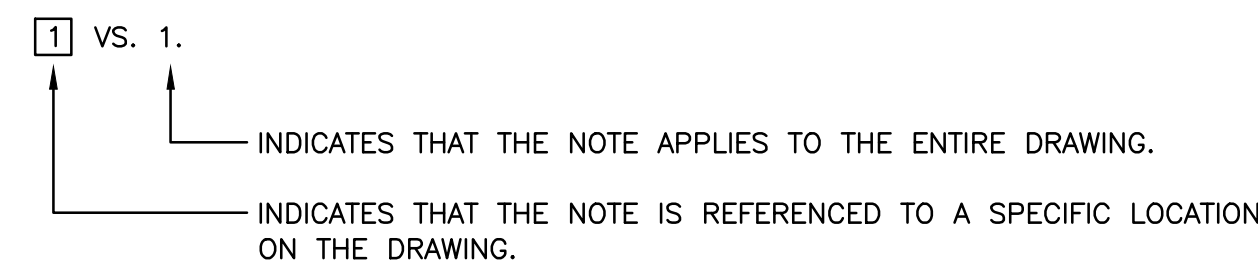 1 VS. 1.
INDICATES THAT THE NOTE APPLIES TO THE ENTIRE DRAWING.
INDICATES THAT THE NOTE IS REFERENCED TO A SPECIFIC LOCATION
ON THE DRAWING.